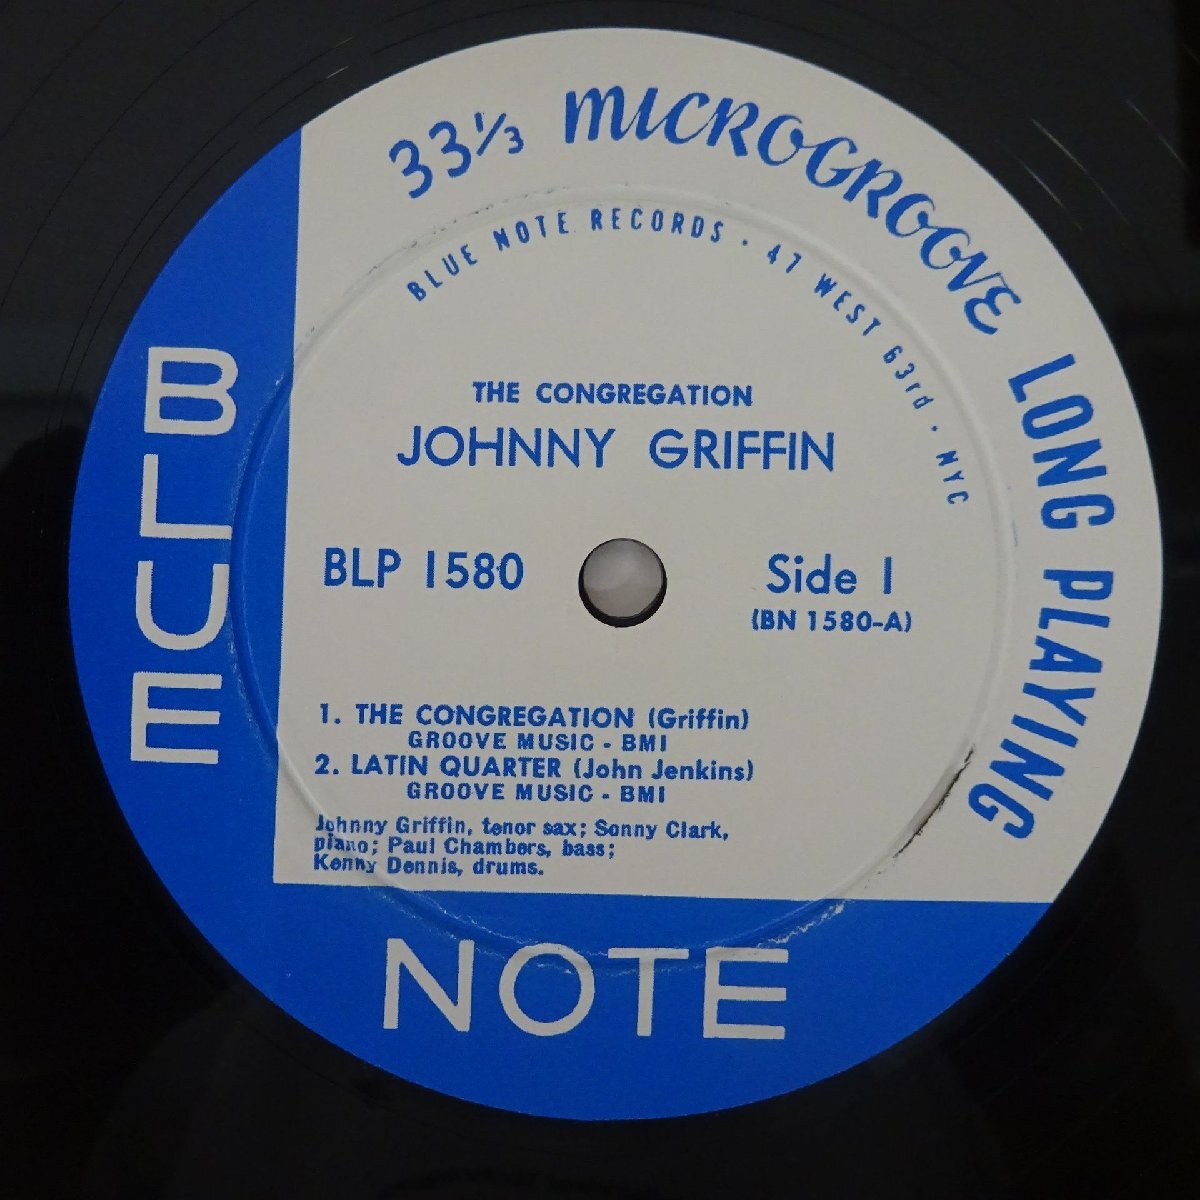 33⅓ MICROGROOVE LONG PLAYING
BLUE NOTE RECORDS · 47 WEST 63rd · NYC
THE CONGREGATION
JOHNNY GRIFFIN
BLP 1580
Side 1
(BN 1580-A)
1. THE CONGREGATION (Griffin)
GROOVE MUSIC - BMI
2. LATIN QUARTER (John Jenkins)
GROOVE MUSIC - BMI
Johnny Griffin, tenor sax; Sonny Clark,
piano; Paul Chambers, bass;
Kenny Dennis, drums.
BLUE
NOTE